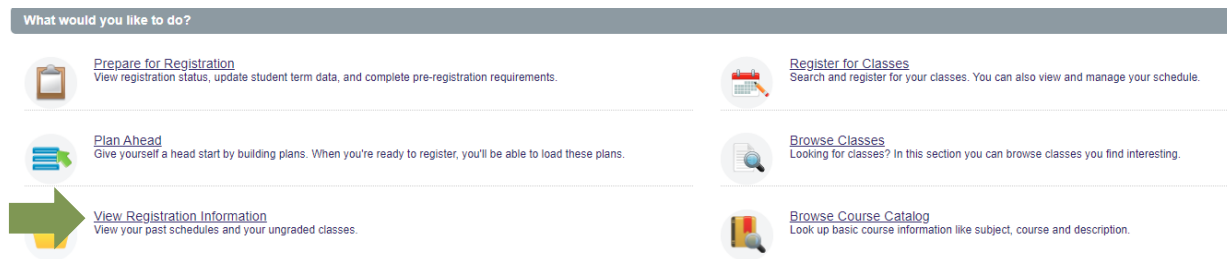 What would you like to do?
Prepare for Registration
View registration status, update student term data, and complete pre-registration requirements.
Register for Classes
Search and register for your classes. You can also view and manage your schedule.
Plan Ahead
Give yourself a head start by building plans. When you're ready to register, you'll be able to load these plans.
Browse Classes
Looking for classes? In this section you can browse classes you find interesting.
View Registration Information
View your past schedules and your ungraded classes.
Browse Course Catalog
Look up basic course information like subject, course and description.